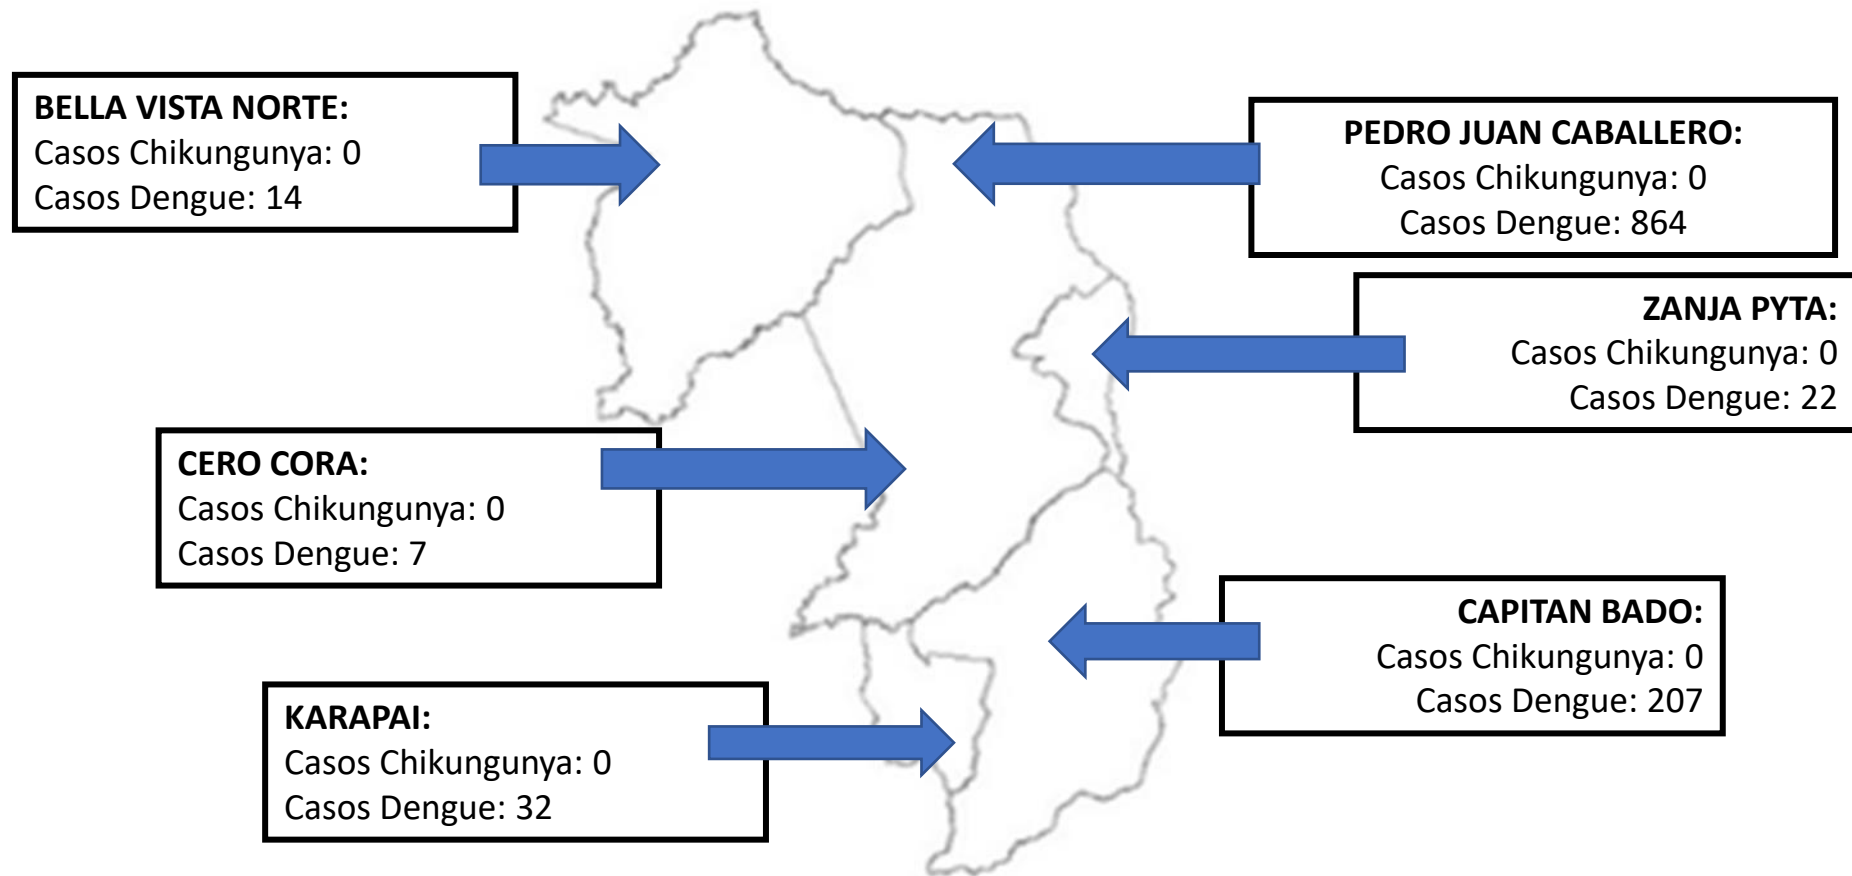 BELLA VISTA NORTE:
Casos Chikungunya: 0
Casos Dengue: 14
PEDRO JUAN CABALLERO:
Casos Chikungunya: 0
Casos Dengue: 864
ZANJA PYTA:
Casos Chikungunya: 0
Casos Dengue: 22
CERO CORA:
Casos Chikungunya: 0
Casos Dengue: 7
CAPITAN BADO:
Casos Chikungunya: 0
Casos Dengue: 207
KARAPAI:
Casos Chikungunya: 0
Casos Dengue: 32